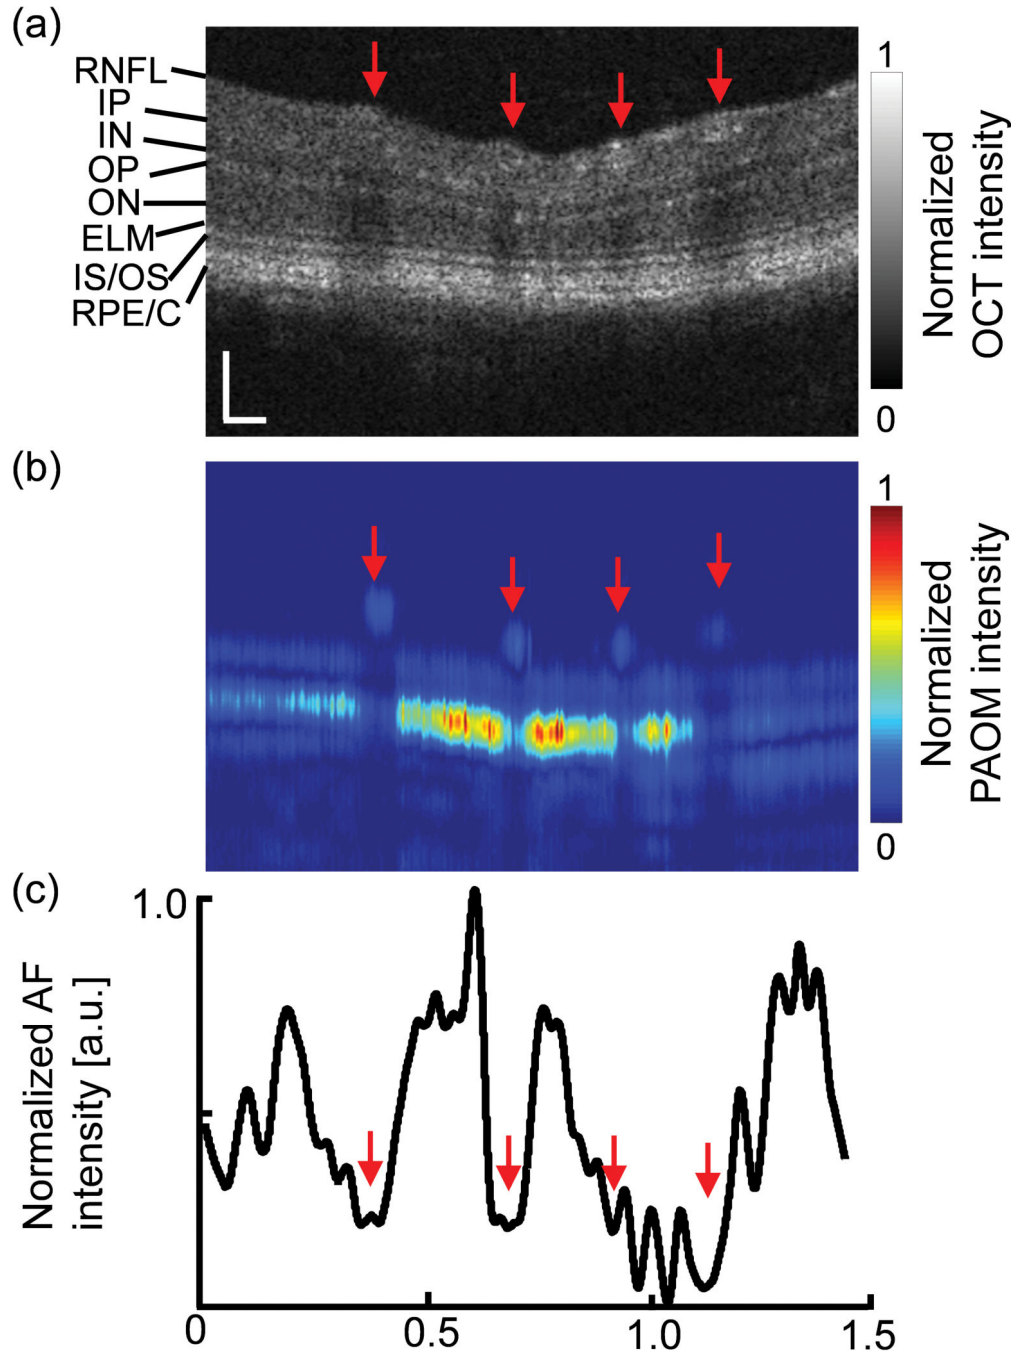 (a)
RNFL
IP
IN
OP
ON
ELM
IS/OS
RPE/C
1
Normalized
OCT intensity
0
(b)
1
Normalized
PAOM intensity
0
(c)
1.0
Normalized AF
intensity [a.u.]
0
0.5
1.0
1.5